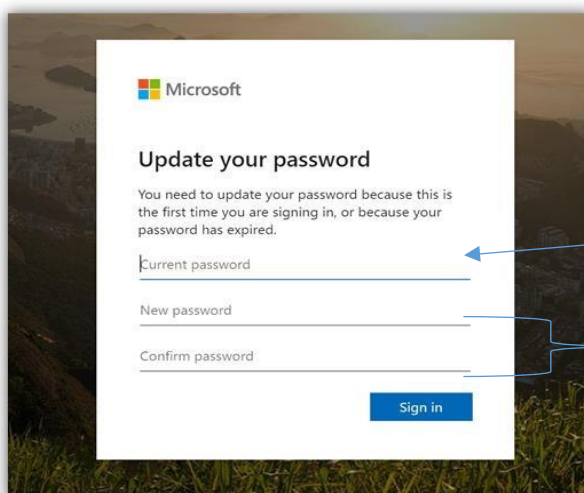 Microsoft
Update your password
You need to update your password because this is
the first time you are signing in, or because your
password has expired.
Current password
New password
Confirm password
Sign in